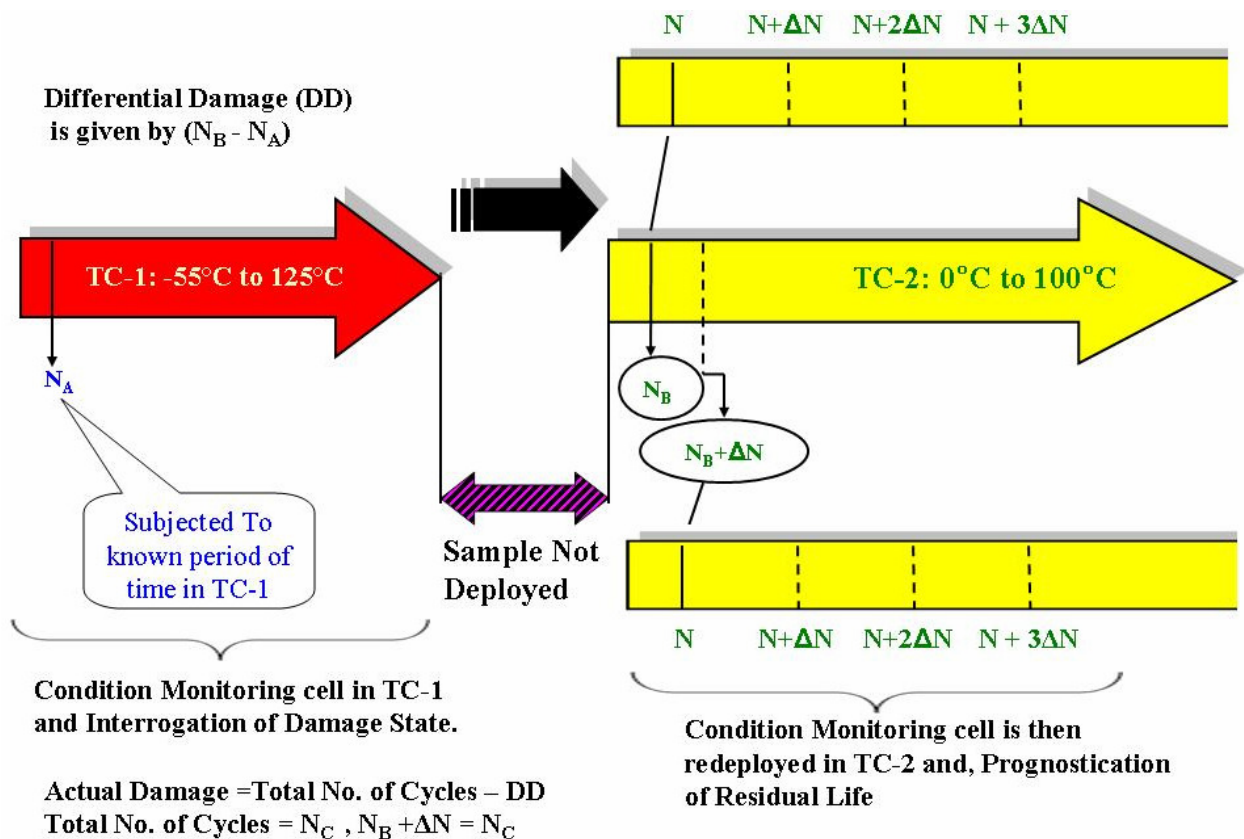 N N+ΔN N+2ΔN N + 3ΔN
Differential Damage (DD)
is given by (N_B - N_A)
TC-1: -55°C to 125°C
TC-2: 0°C to 100°C
N_A
N_B
N_B+ΔN
Subjected To
known period of
time in TC-1
Sample Not
Deployed
N N+ΔN N+2ΔN N + 3ΔN
Condition Monitoring cell in TC-1
and Interrogation of Damage State.
Condition Monitoring cell is then
redeployed in TC-2 and, Prognostication
of Residual Life
Actual Damage =Total No. of Cycles – DD
Total No. of Cycles = N_C , N_B +ΔN = N_C